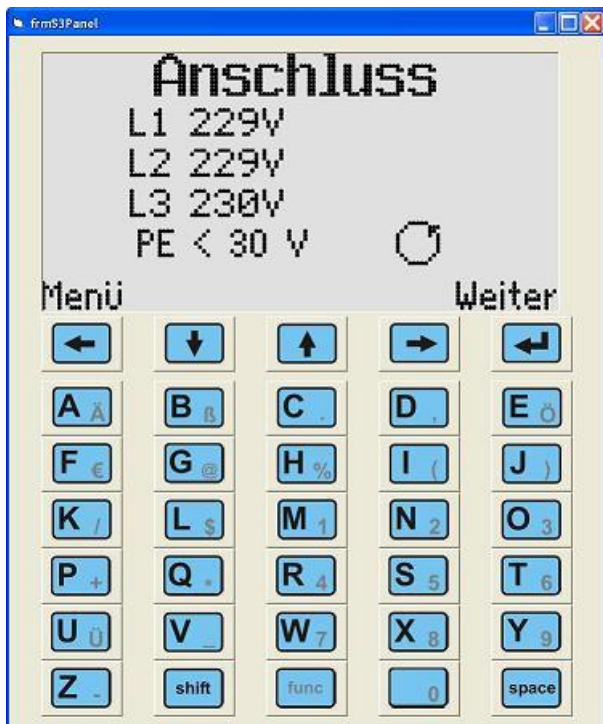 frmS3Panel
Anschluss
L1 229V
L2 229V
L3 230V
PE < 30 V
Menü Weiter
A Ä B ß C . D , E Ö
F € G @ H % I ( J )
K / L $ M 1 N 2 O 3
P + Q * R 4 S 5 T 6
U Ü V _ W 7 X 8 Y 9
Z - shift func 0 space